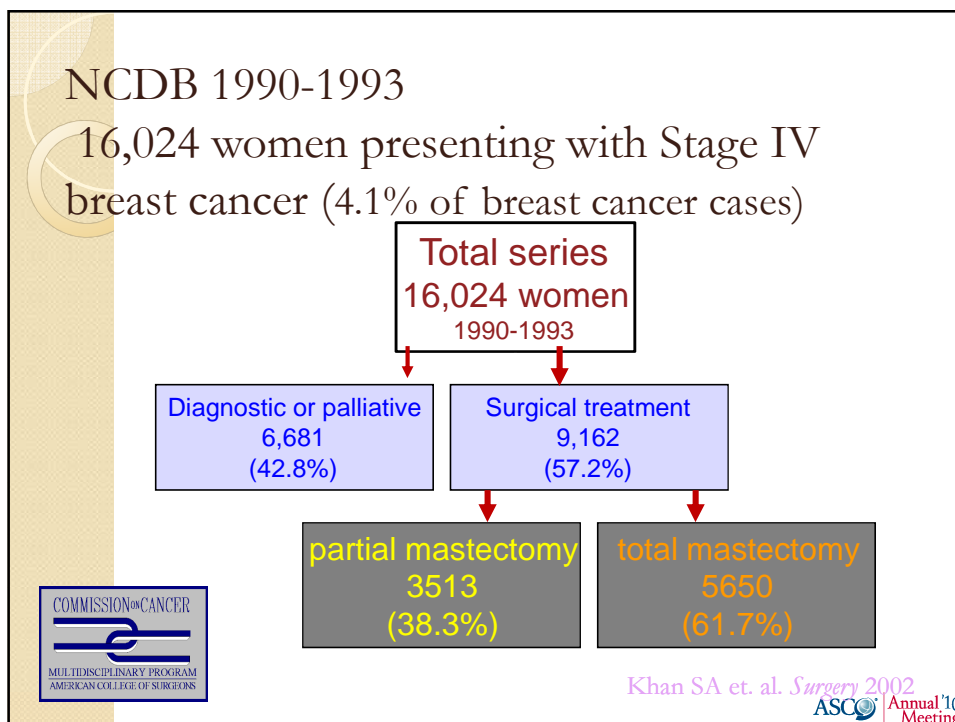 NCDB 1990-1993
16,024 women presenting with Stage IV
breast cancer (4.1% of breast cancer cases)
Total series
16,024 women
1990-1993
Diagnostic or palliative
6,681
(42.8%)
Surgical treatment
9,162
(57.2%)
partial mastectomy
3513
(38.3%)
total mastectomy
5650
(61.7%)
COMMISSION ON CANCER
MULTIDISCIPLINARY PROGRAM
AMERICAN COLLEGE OF SURGEONS
Khan SA et. al. Surgery 2002
ASCO Annual '10
Meeting